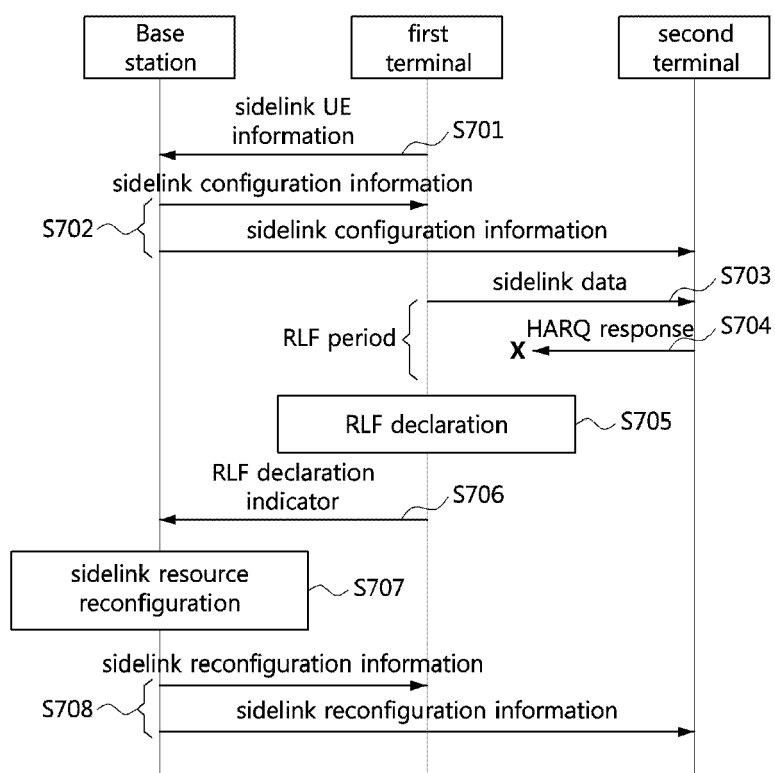 Base
station
first
terminal
second
terminal
sidelink UE
information
S701
sidelink configuration information
S702
sidelink configuration information
sidelink data
S703
RLF period
HARQ response
S704
X
RLF declaration
S705
RLF declaration
indicator
S706
sidelink resource
reconfiguration
S707
sidelink reconfiguration information
S708
sidelink reconfiguration information